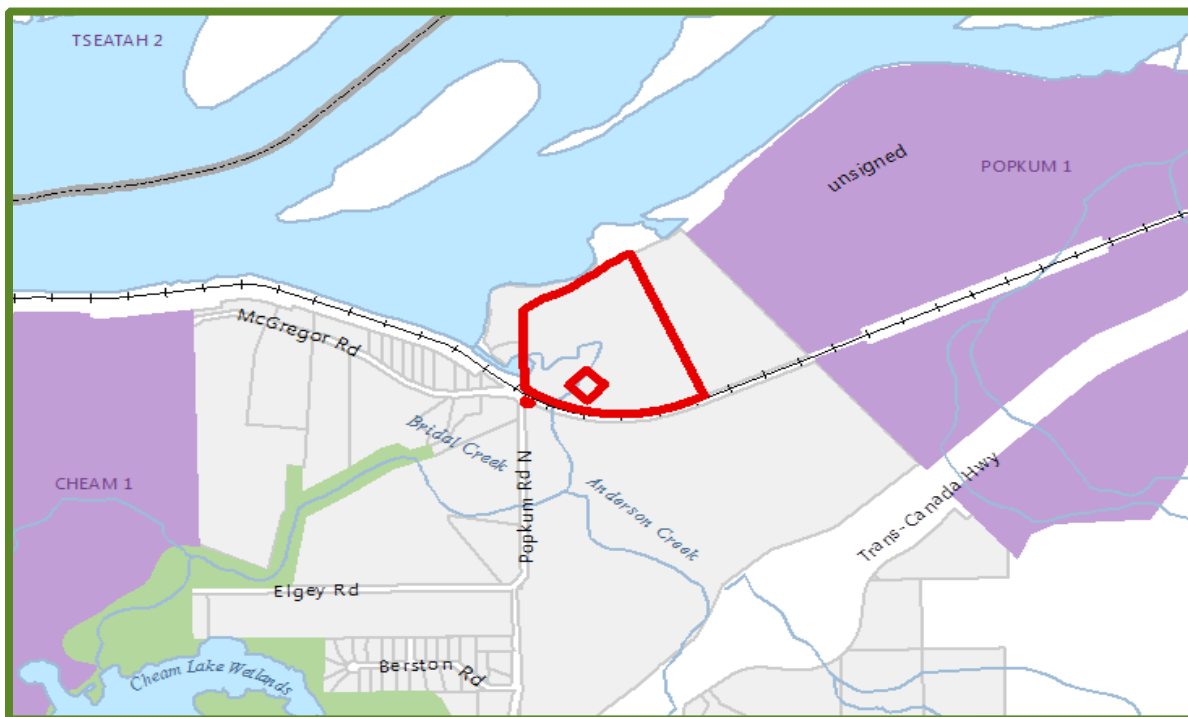 TSEATAH 2
unsigned
POPKUM 1
McGregor Rd
Bridal Creek
CHEAM 1
Popkum Rd N
Anderson Creek
Trans-Canada Hwy
Elgey Rd
Cheam Lake Wetlands
Berston Rd